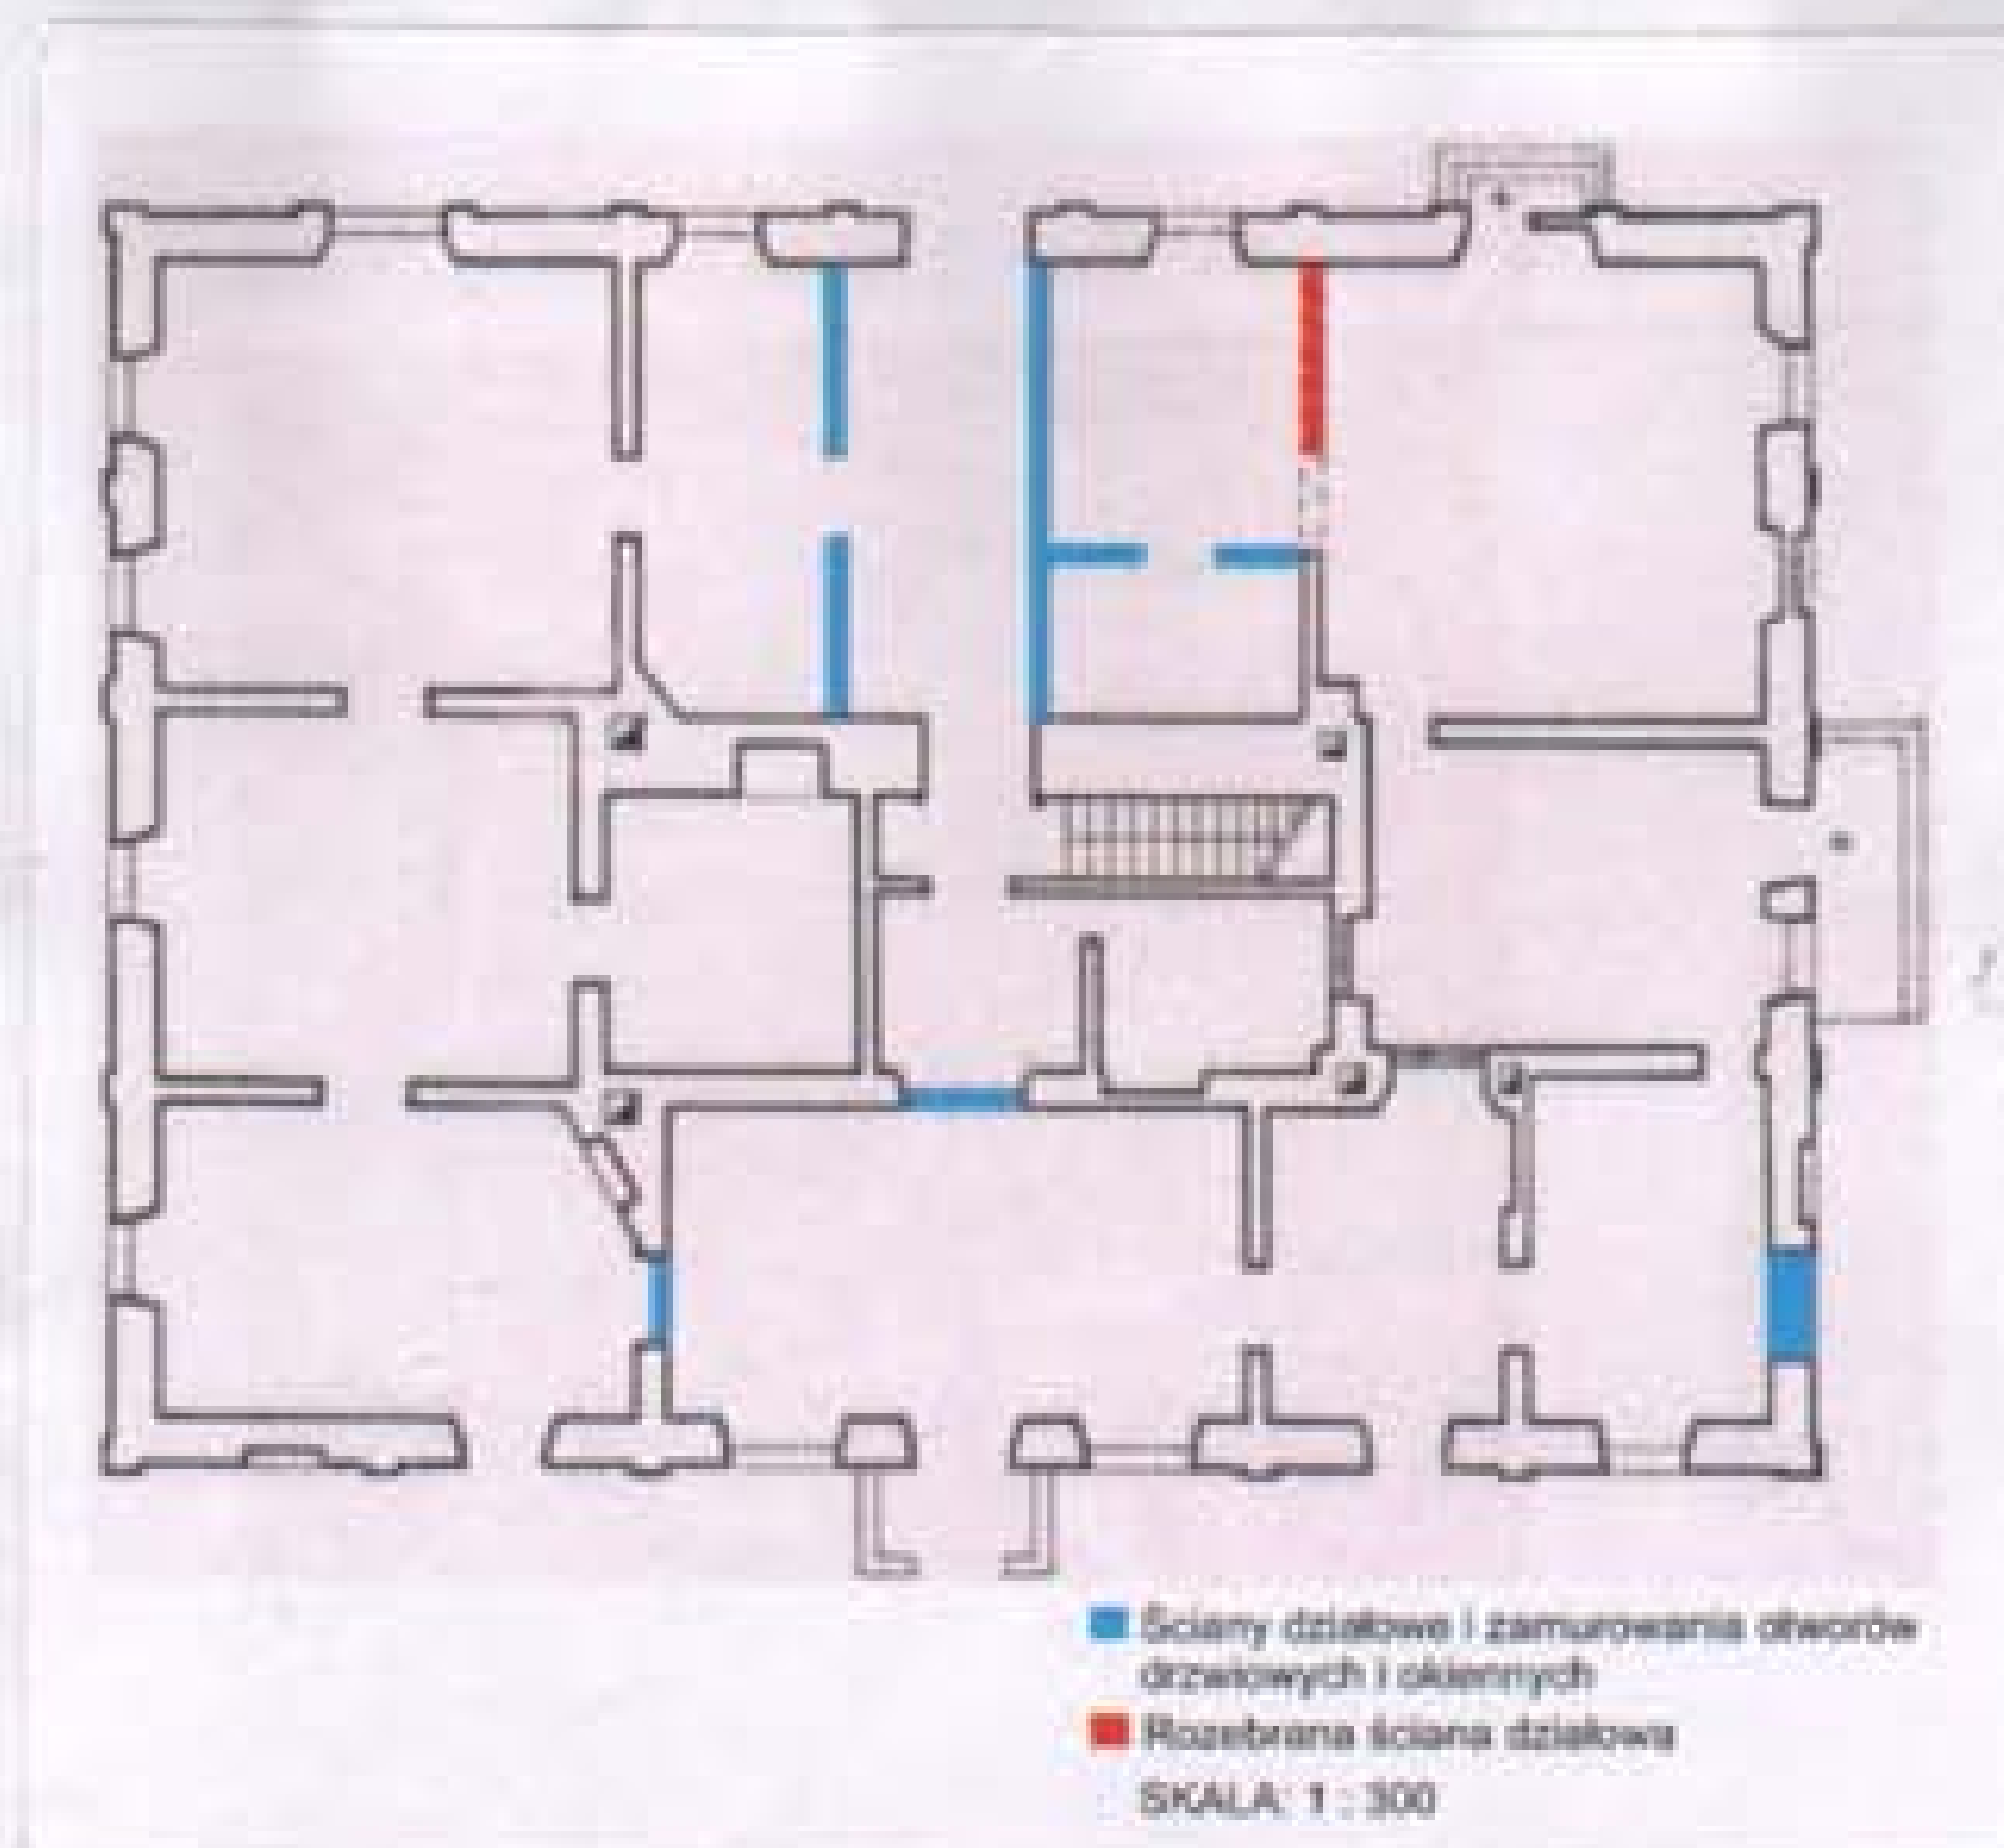 Ściany działowe i zamurowania otworów
drzwiowych i okiennych
Rozebrana ściana działowa
SKALA: 1 : 300